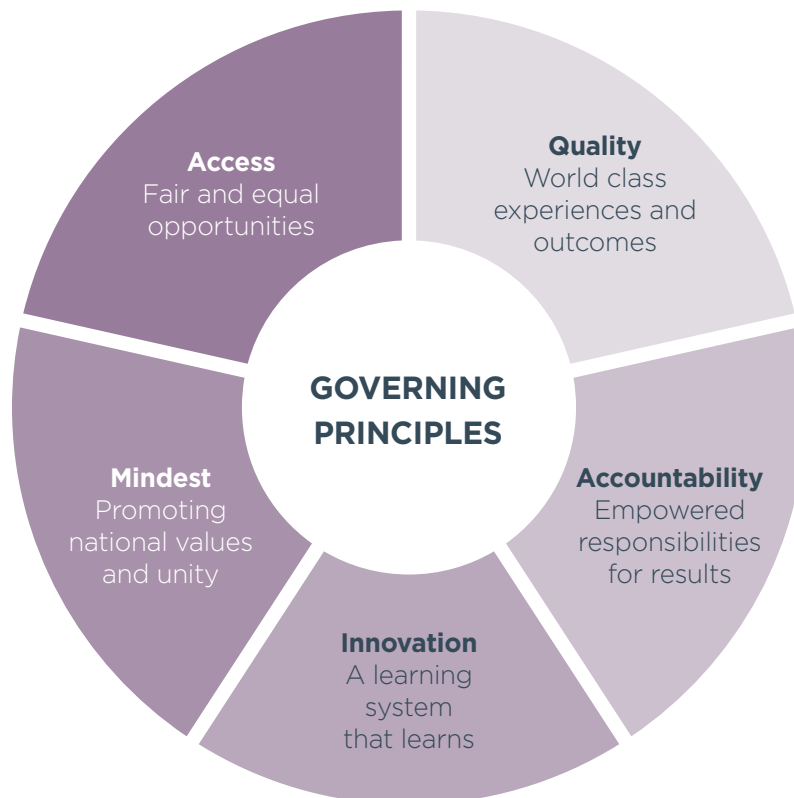 GOVERNING
PRINCIPLES
Access
Fair and equal
opportunities
Quality
World class
experiences and
outcomes
Accountability
Empowered
responsibilities
for results
Innovation
A learning
system
that learns
Mindest
Promoting
national values
and unity